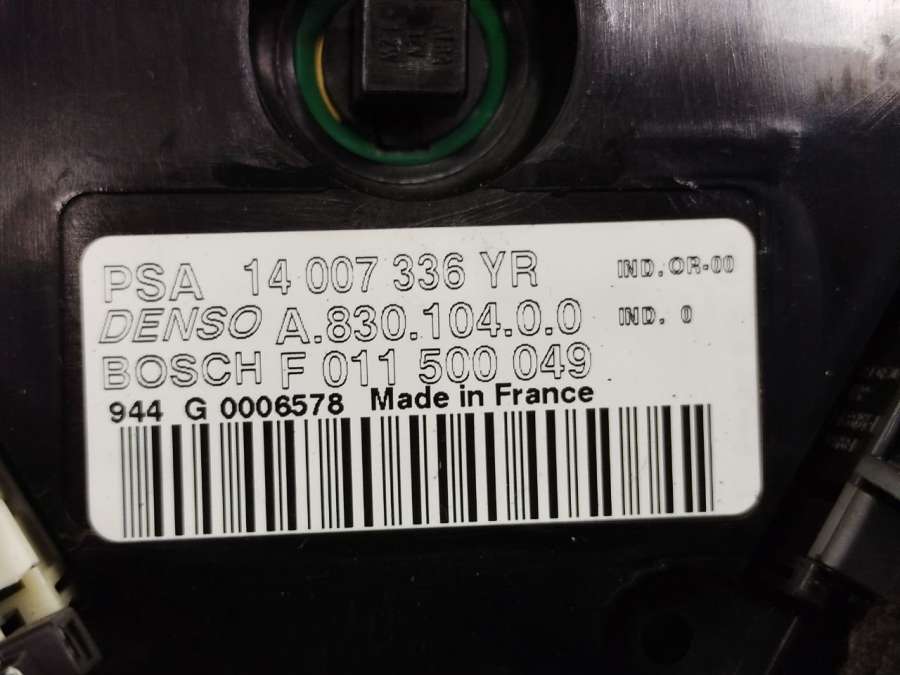 PSA 14 007 336 YR IND.OR-00
DENSO A.830.104.0.0 IND. 0
BOSCH F 011 500 049
944 G 0006578 Made in France